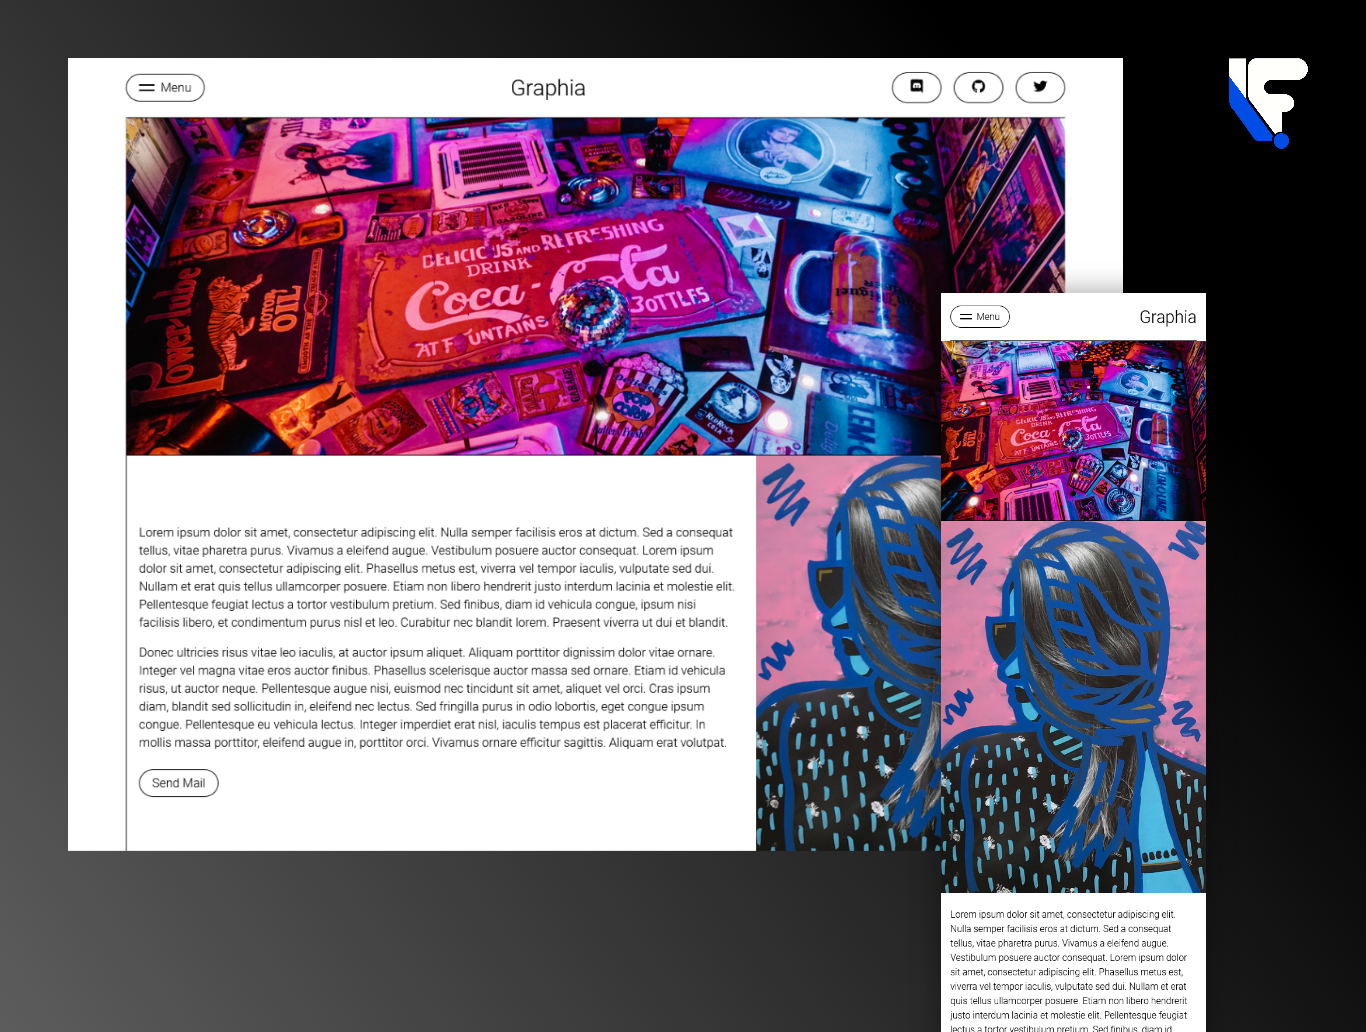 Menu
Graphia
DELICIOUS AND REFRESHING
DRINK
Coca-Cola
AT FOUNTAINS
BOTTLES
Powerlube
MOTOR
OIL
GASOLINE
GARAGE
POP
CORN
Lorem ipsum dolor sit amet, consectetur adipiscing elit. Nulla semper facilisis eros at dictum. Sed a consequat
tellus, vitae pharetra purus. Vivamus a eleifend augue. Vestibulum posuere auctor consequat. Lorem ipsum
dolor sit amet, consectetur adipiscing elit. Phasellus metus est, viverra vel tempor iaculis, vulputate sed dui.
Nullam et erat quis tellus ullamcorper posuere. Etiam non libero hendrerit justo interdum lacinia et molestie elit.
Pellentesque feugiat lectus a tortor vestibulum pretium. Sed finibus, diam id vehicula congue, ipsum nisi
facilisis libero, et condimentum purus nisl et leo. Curabitur nec blandit lorem. Praesent viverra ut dui et blandit.
Donec ultricies risus vitae leo iaculis, at auctor ipsum aliquet. Aliquam porttitor dignissim dolor vitae ornare.
Integer vel magna vitae eros auctor finibus. Phasellus scelerisque auctor massa sed ornare. Etiam id vehicula
risus, ut auctor neque. Pellentesque augue nisi, euismod nec tincidunt sit amet, aliquet vel orci. Cras ipsum
diam, blandit sed sollicitudin in, eleifend nec lectus. Sed fringilla purus in odio lobortis, eget congue ipsum
congue. Pellentesque eu vehicula lectus. Integer imperdiet erat nisl, iaculis tempus est placerat efficitur. In
mollis massa porttitor, eleifend augue in, porttitor orci. Vivamus ornare efficitur sagittis. Aliquam erat volutpat.
Send Mail
Menu
Graphia
DELICIOUS AND REFRESHING
DRINK
Coca-Cola
AT FOUNTAINS
BOTTLES
Lorem ipsum dolor sit amet, consectetur adipiscing elit.
Nulla semper facilisis eros at dictum. Sed a consequat
tellus, vitae pharetra purus. Vivamus a eleifend augue.
Vestibulum posuere auctor consequat. Lorem ipsum dolor
sit amet, consectetur adipiscing elit. Phasellus metus est,
viverra vel tempor iaculis, vulputate sed dui. Nullam et erat
quis tellus ullamcorper posuere. Etiam non libero hendrerit
justo interdum lacinia et molestie elit. Pellentesque feugiat
lectus a tortor vestibulum pretium. Sed finibus, diam id